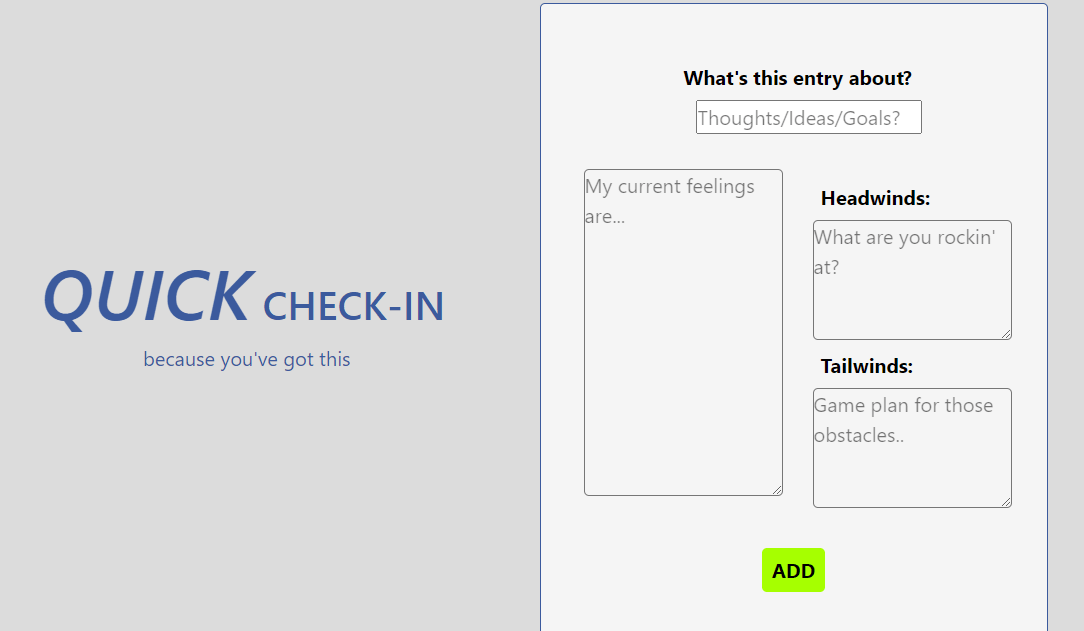 QUICK CHECK-IN
because you've got this
What's this entry about?
Thoughts/Ideas/Goals?
My current feelings
are...
Headwinds:
What are you rockin'
at?
Tailwinds:
Game plan for those
obstacles..
ADD